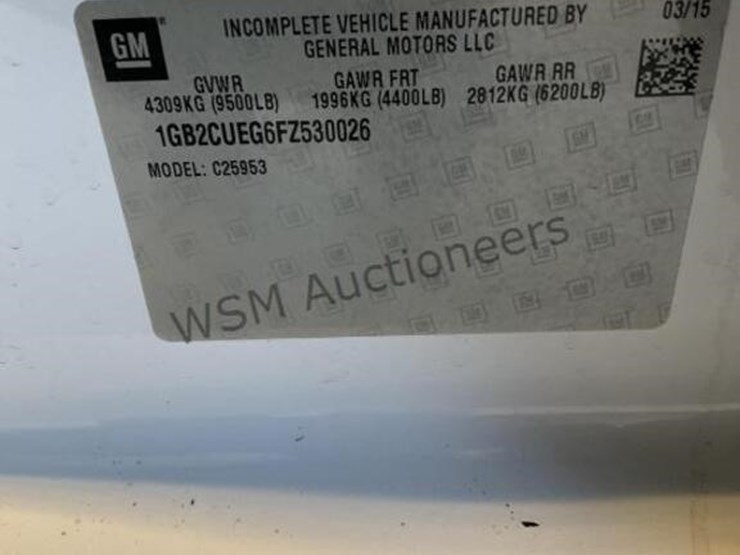 GM
INCOMPLETE VEHICLE MANUFACTURED BY
GENERAL MOTORS LLC
03/15
GVWR GAWR FRT GAWR RR
4309KG (9500LB) 1996KG (4400LB) 2812KG (6200LB)
1GB2CUEG6FZ530026
MODEL: C25953
WSM Auctioneers